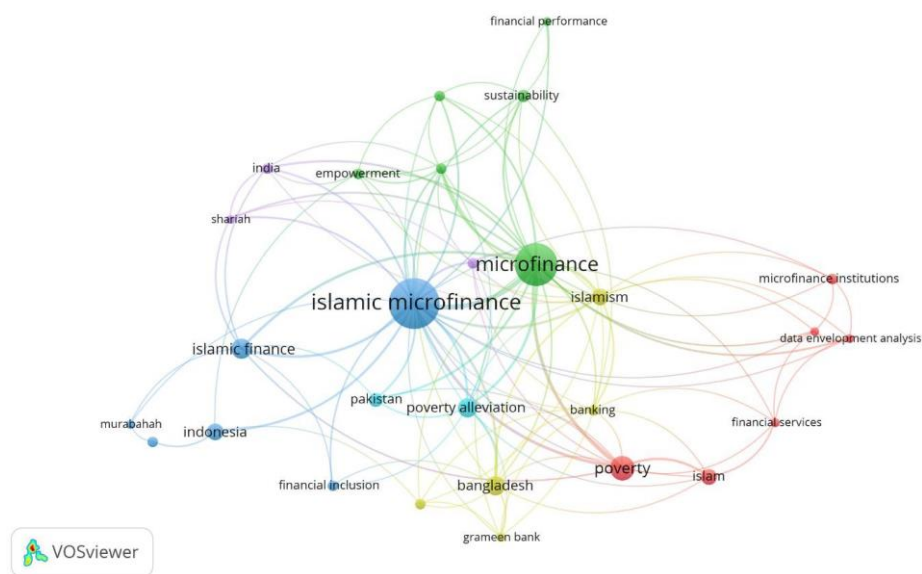 financial performance
sustainability
india
empowerment
shariah
microfinance
islamic microfinance
islamism
microfinance institutions
data envelopment analysis
islamic finance
pakistan
poverty alleviation
banking
murabahah
indonesia
financial services
poverty
islam
financial inclusion
bangladesh
grameen bank
VOSviewer